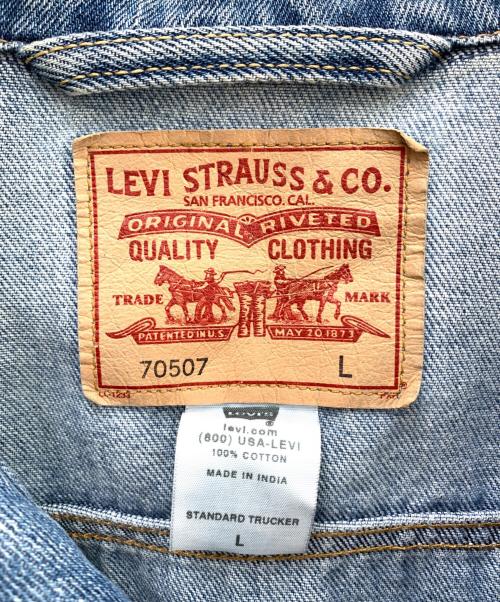 LEVI STRAUSS & CO.
SAN FRANCISCO, CAL.
ORIGINAL RIVETED
QUALITY CLOTHING
TRADE MARK
PATENTED IN U.S. MAY 20 1873
70507 L
levi.com
(800) USA-LEVI
100% COTTON
MADE IN INDIA
STANDARD TRUCKER
L